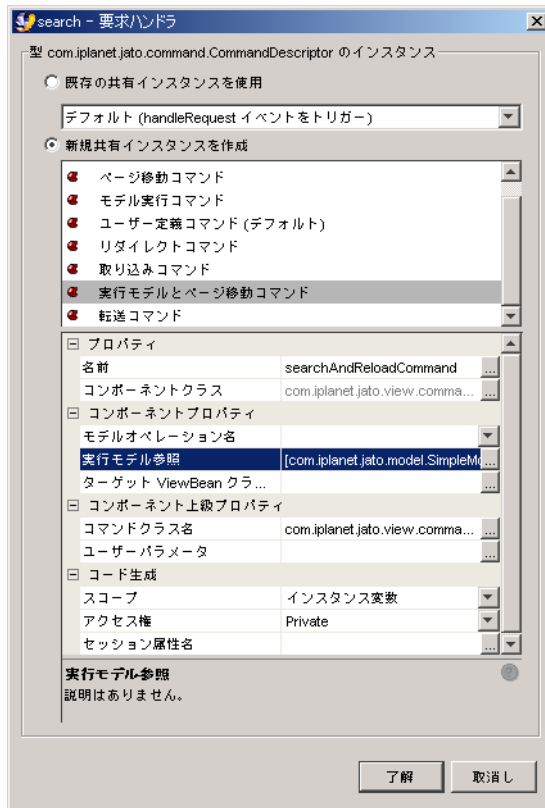 search - 要求ハンドラ
型 com.iplanet.jato.command.CommandDescriptor のインスタンス
既存の共有インスタンスを使用
デフォルト (handleRequest イベントをトリガー)
新規共有インスタンスを作成
ページ移動コマンド
モデル実行コマンド
ユーザー定義コマンド (デフォルト)
リダイレクトコマンド
取り込みコマンド
実行モデルとページ移動コマンド
転送コマンド
プロパティ
名前 searchAndReloadCommand ...
コンポーネントクラス com.iplanet.jato.view.comma... ...
コンポーネントプロパティ
モデルオペレーション名
実行モデル参照 [com.iplanet.jato.model.SimpleMo ...
ターゲット ViewBean クラ... ...
コンポーネント上級プロパティ
コマンドクラス名 com.iplanet.jato.view.comma... ...
ユーザーパラメータ ...
コード生成
スコープ インスタンス変数
アクセス権 Private
セッション属性名 ...
実行モデル参照
説明はありません。
?
了解 取消し